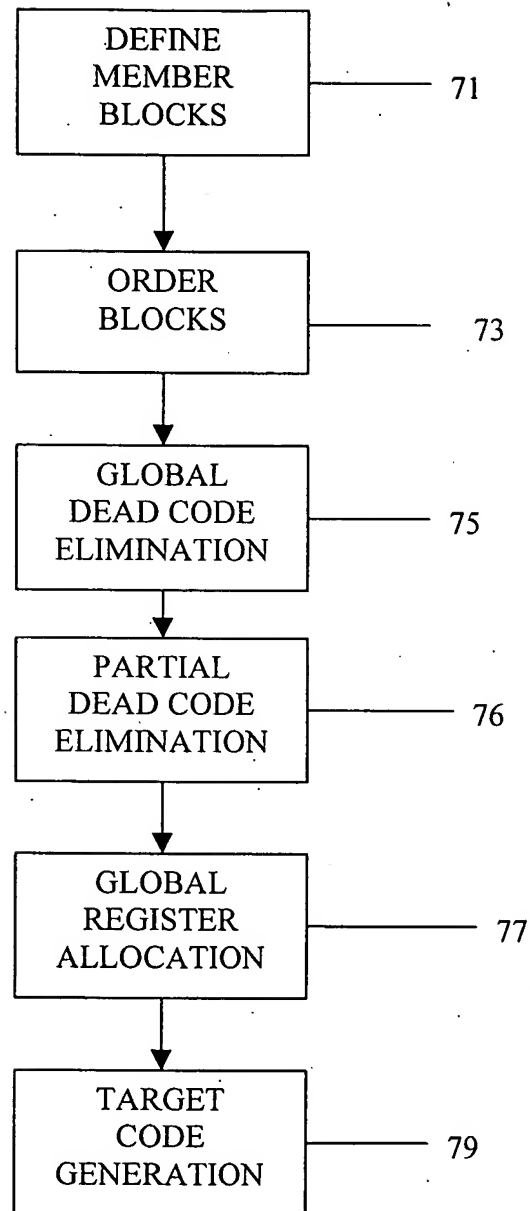 DEFINE
MEMBER
BLOCKS
71
ORDER
BLOCKS
73
GLOBAL
DEAD CODE
ELIMINATION
75
PARTIAL
DEAD CODE
ELIMINATION
76
GLOBAL
REGISTER
ALLOCATION
77
TARGET
CODE
GENERATION
79